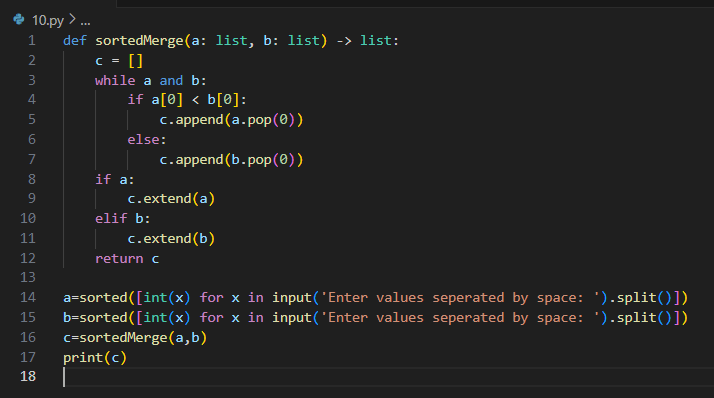 10.py > ...
1 def sortedMerge(a: list, b: list) -> list:
2     c = []
3     while a and b:
4         if a[0] < b[0]:
5             c.append(a.pop(0))
6         else:
7             c.append(b.pop(0))
8     if a:
9         c.extend(a)
10     elif b:
11         c.extend(b)
12     return c
13
14 a=sorted([int(x) for x in input('Enter values seperated by space: ').split()])
15 b=sorted([int(x) for x in input('Enter values seperated by space: ').split()])
16 c=sortedMerge(a,b)
17 print(c)
18